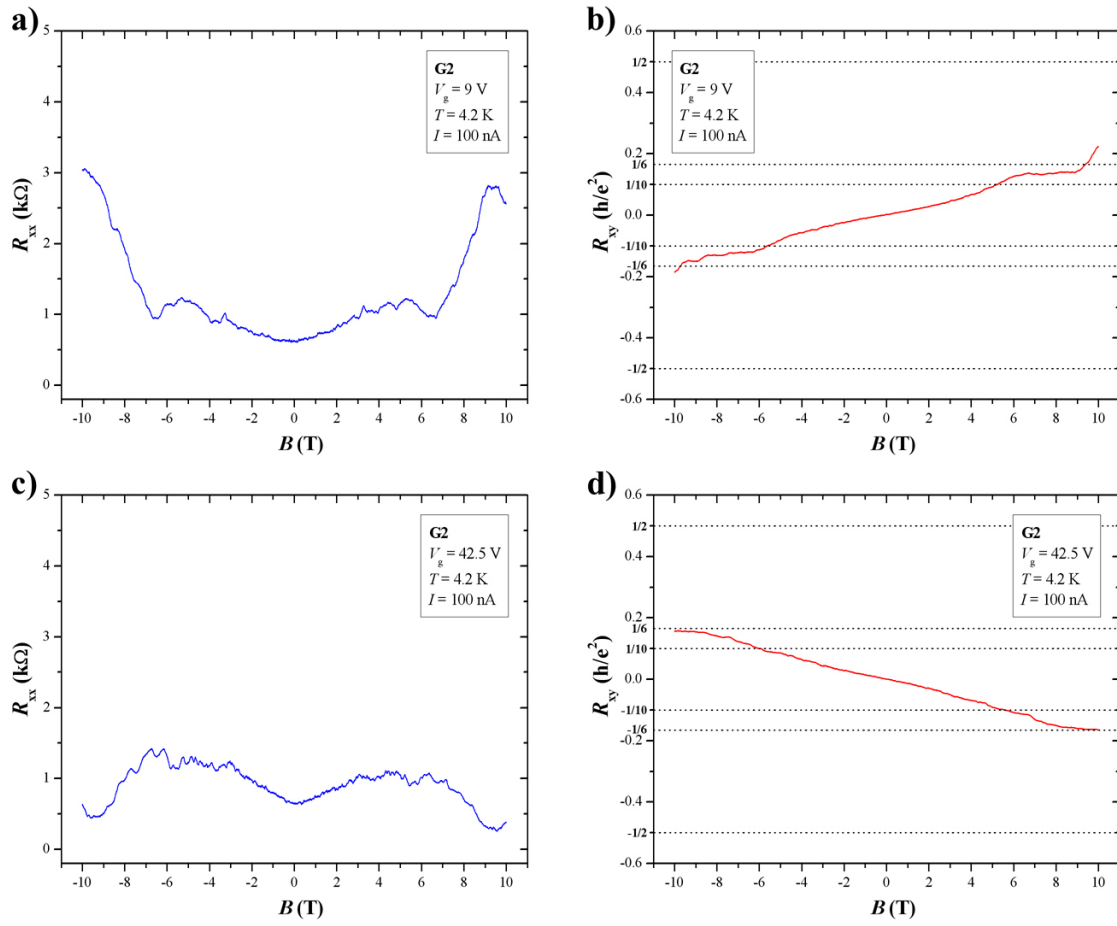 a)
5
4
3
2
1
0
R_xx (kΩ)
-10 -8 -6 -4 -2 0 2 4 6 8 10
B (T)
G2
V_g = 9 V
T = 4.2 K
I = 100 nA
b)
0.6
1/2
0.4
0.2
1/6
1/10
0.0
-1/10
-1/6
-0.2
-0.4
-1/2
-0.6
R_xy (h/e²)
-10 -8 -6 -4 -2 0 2 4 6 8 10
B (T)
G2
V_g = 9 V
T = 4.2 K
I = 100 nA
c)
5
4
3
2
1
0
R_xx (kΩ)
-10 -8 -6 -4 -2 0 2 4 6 8 10
B (T)
G2
V_g = 42.5 V
T = 4.2 K
I = 100 nA
d)
0.6
1/2
0.4
0.2
1/6
1/10
0.0
-1/10
-1/6
-0.2
-0.4
-1/2
-0.6
R_xy (h/e²)
-10 -8 -6 -4 -2 0 2 4 6 8 10
B (T)
G2
V_g = 42.5 V
T = 4.2 K
I = 100 nA